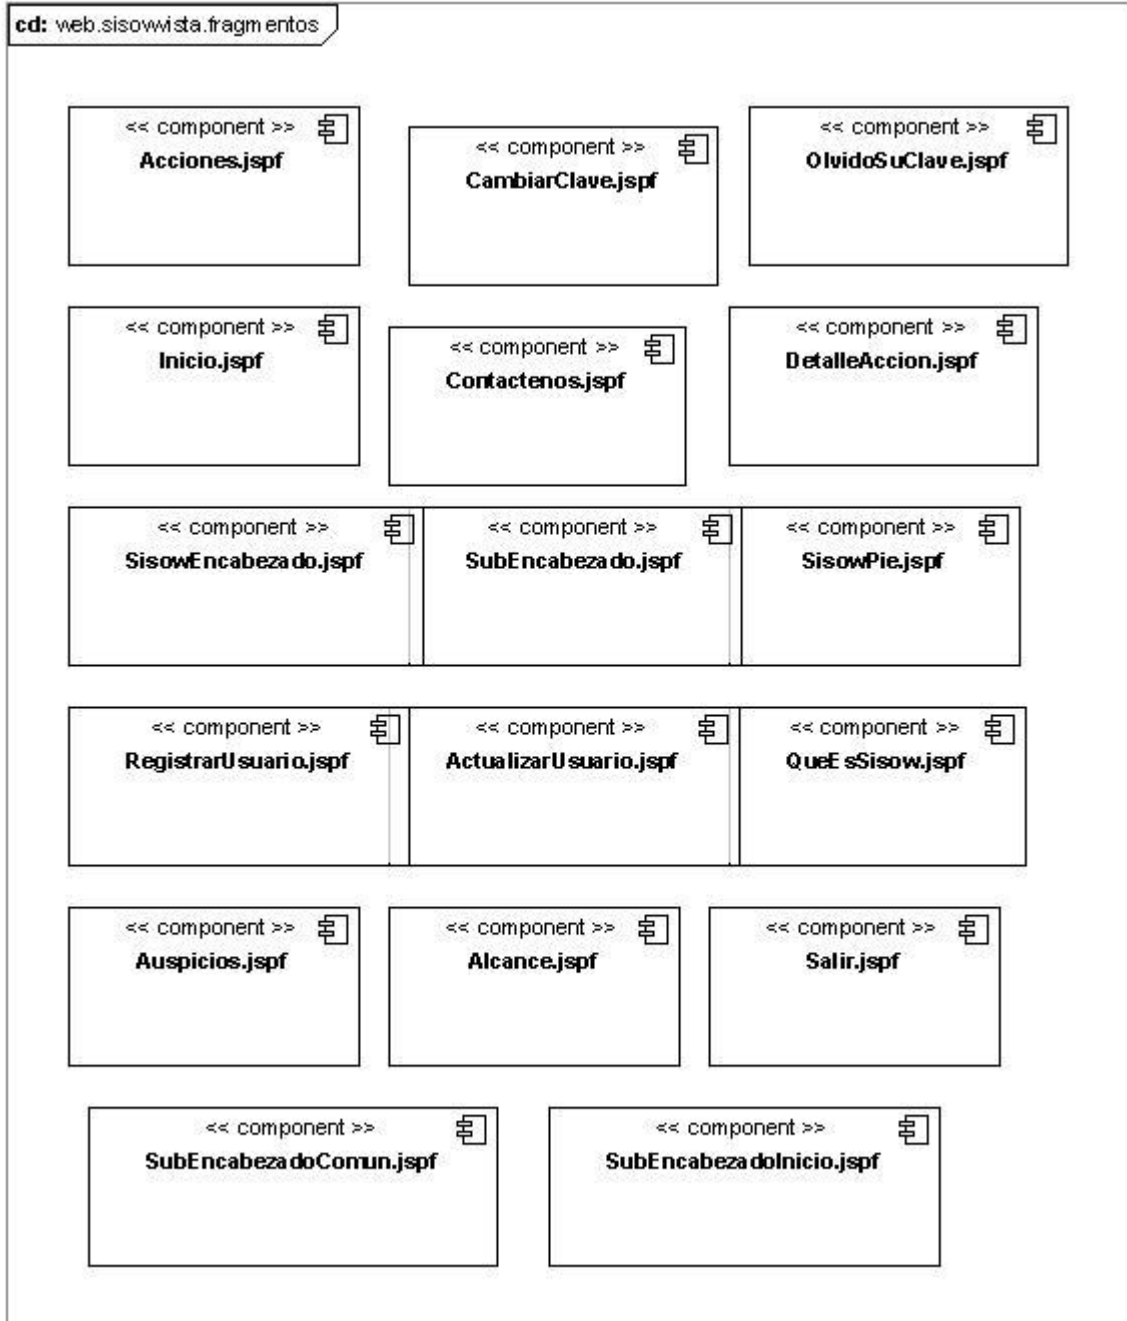 cd: web.sisowvista.fragmentos
<< component >>
Acciones.jspf
<< component >>
CambiarClave.jspf
<< component >>
OlvidoSuClave.jspf
<< component >>
Inicio.jspf
<< component >>
Contactenos.jspf
<< component >>
DetalleAccion.jspf
<< component >>
SisowEncabezado.jspf
<< component >>
SubEncabezado.jspf
<< component >>
SisowPie.jspf
<< component >>
RegistrarUsuario.jspf
<< component >>
ActualizarUsuario.jspf
<< component >>
QueEsSisow.jspf
<< component >>
Auspicios.jspf
<< component >>
Alcance.jspf
<< component >>
Salir.jspf
<< component >>
SubEncabezadoComun.jspf
<< component >>
SubEncabezadoInicio.jspf